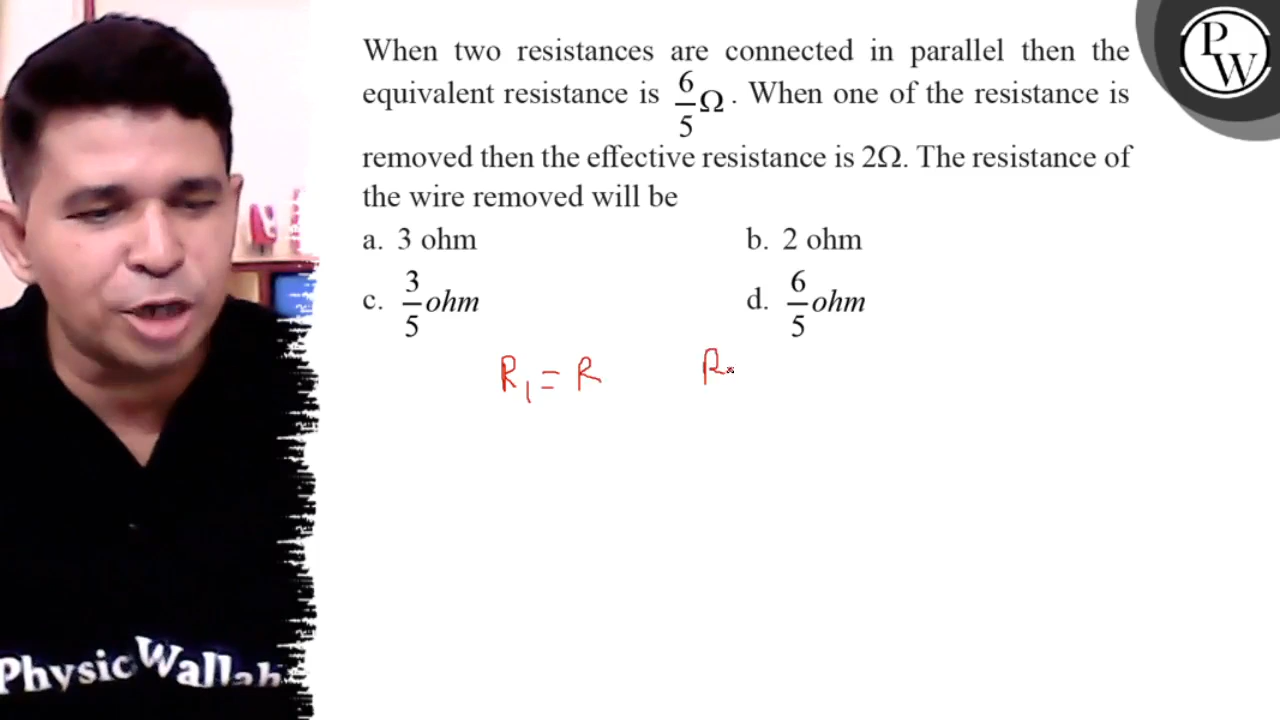 When two resistances are connected in parallel then the
equivalent resistance is 6/5 Ω. When one of the resistance is
removed then the effective resistance is 2Ω. The resistance of
the wire removed will be
a. 3 ohm b. 2 ohm
c. 3/5 ohm d. 6/5 ohm
R₁ = R R
PhysicWallah
PW